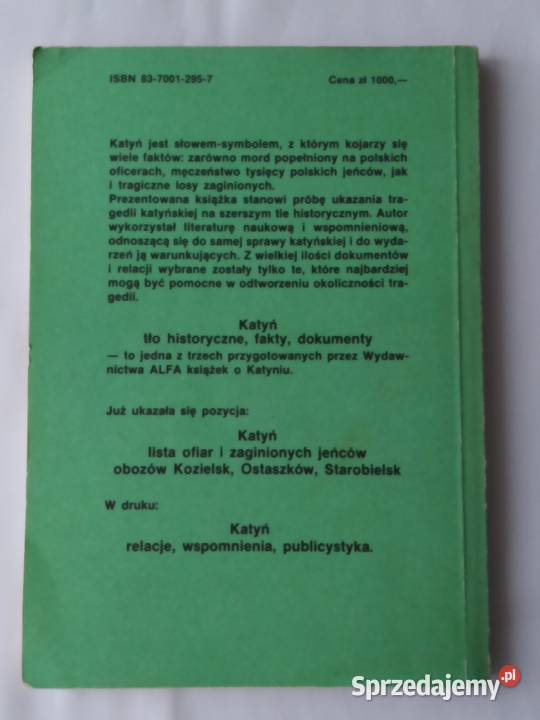 ISBN 83-7001-295-7 Cena zł 1000,—
Katyń jest słowem-symbolem, z którym kojarzy się
wiele faktów: zarówno mord popełniony na polskich
oficerach, męczeństwo tysięcy polskich jeńców, jak
i tragiczne losy zaginionych.
Prezentowana książka stanowi próbę ukazania tra-
gedii katyńskiej na szerszym tle historycznym. Autor
wykorzystał literaturę naukową i wspomnieniową,
odnoszącą się do samej sprawy katyńskiej i do wyda-
rzeń ją warunkujących. Z wielkiej ilości dokumentów
i relacji wybrane zostały tylko te, które najbardziej
mogą być pomocne w odtworzeniu okoliczności tra-
gedii.
Katyń
tło historyczne, fakty, dokumenty
— to jedna z trzech przygotowanych przez Wydaw-
nictwa ALFA książek o Katyniu.
Już ukazała się pozycja:
Katyń
lista ofiar i zaginionych jeńców
obozów Kozielsk, Ostaszków, Starobielsk
W druku:
Katyń
relacje, wspomnienia, publicystyka.
Sprzedajemy.pl